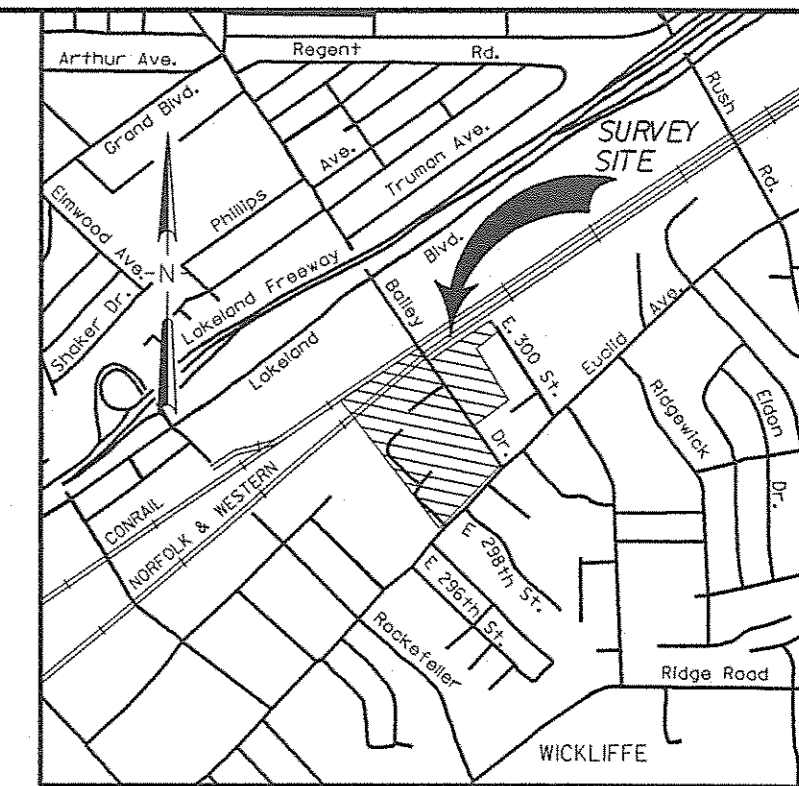 Arthur Ave.
Regent Rd.
Grand Blvd.
Rush Rd.
SURVEY
SITE
Elmwood Ave.
Phillips Ave.
Truman Ave.
-N-
Shaker Dr.
Lakeland Freeway
Lakeland Blvd.
Bailey Dr.
E. 300 St.
Euclid Ave.
Ridgewick
Eldon Dr.
CONRAIL
NORFOLK & WESTERN
E 298th St.
E 296th St.
Rockefeller
Ridge Road
WICKLIFFE